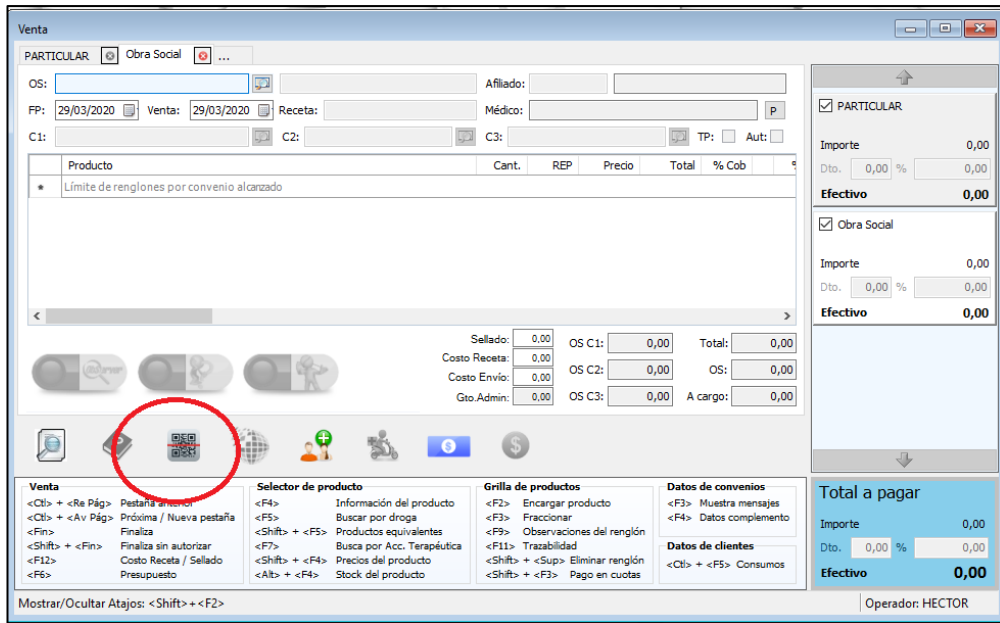 Venta
PARTICULAR Obra Social ...
OS: Afiliado:
FP: 29/03/2020 Venta: 29/03/2020 Receta: Médico: P
C1: C2: C3: TP: Aut:
Producto Cant. REP Precio Total % Cob
* Límite de renglones por convenio alcanzado
PARTICULAR
Importe 0,00
Dto. 0,00 % 0,00
Efectivo 0,00
Obra Social
Importe 0,00
Dto. 0,00 % 0,00
Efectivo 0,00
Sellado: 0,00 OS C1: 0,00 Total: 0,00
Costo Receta: 0,00
Costo Envío: 0,00 OS C2: 0,00 OS: 0,00
Gto.Admin: 0,00 OS C3: 0,00 A cargo: 0,00
Venta
<Ctl> + <Re Pág> Pestaña anterior
<Ctl> + <Av Pág> Próxima / Nueva pestaña
<Fin> Finaliza
<Shift> + <Fin> Finaliza sin autorizar
<F12> Costo Receta / Sellado
<F6> Presupuesto
Selector de producto
<F4> Información del producto
<F5> Buscar por droga
<Shift> + <F5> Productos equivalentes
<F7> Busca por Acc. Terapéutica
<Shift> + <F4> Precios del producto
<Alt> + <F4> Stock del producto
Grilla de productos
<F2> Encargar producto
<F3> Fraccionar
<F9> Observaciones del renglón
<F11> Trazabilidad
<Shift> + <Sup> Eliminar renglón
<Shift> + <F3> Pago en cuotas
Datos de convenios
<F3> Muestra mensajes
<F4> Datos complemento
Datos de clientes
<Ctl> + <F5> Consumos
Total a pagar
Importe 0,00
Dto. 0,00 % 0,00
Efectivo 0,00
Mostrar/Ocultar Atajos: <Shift>+<F2> Operador: HECTOR